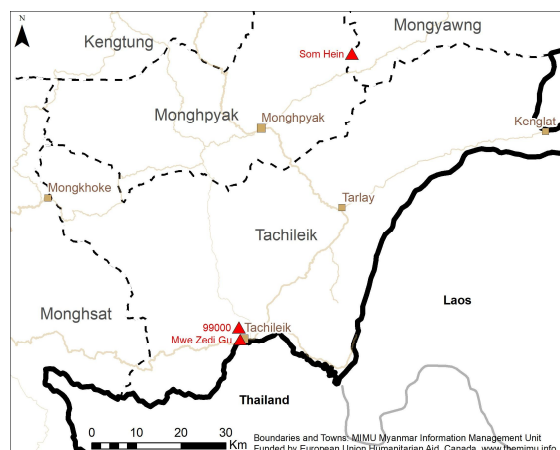 N
Mongyawng
Kengtung
Som Hein
Monghpyak
Monghpyak
Kenglat
Mongkhoke
Tarlay
Tachileik
Monghsat
Laos
99000
Tachileik
Mwe Zedi Gu
Thailand
0 10 20 30
Km
Boundaries and Towns: MIMU Myanmar Information Management Unit
Funded by European Union Humanitarian Aid, Canada, www.themimu.info